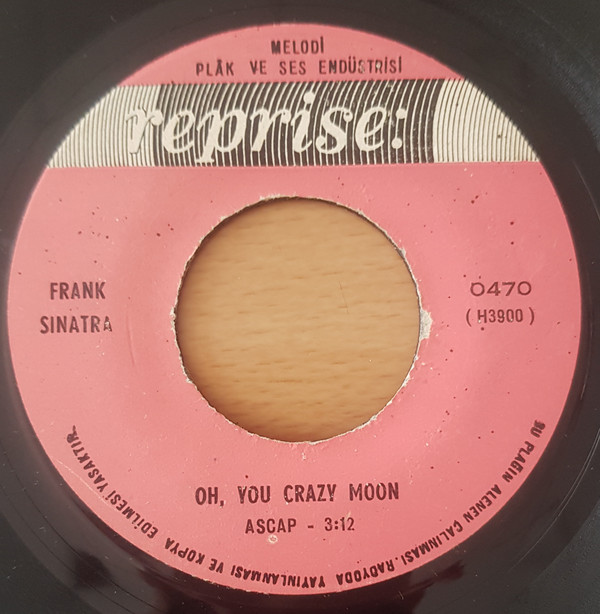 MELODİ
PLÂK VE SES ENDÜSTRİSİ
reprise:
FRANK
SINATRA
0470
(H3900)
OH, YOU CRAZY MOON
ASCAP - 3:12
BU PLAĞIN ALENEN ÇALINMASI, RADYODA YAYINLANMASI VE KOPYA EDİLMESİ YASAKTIR.